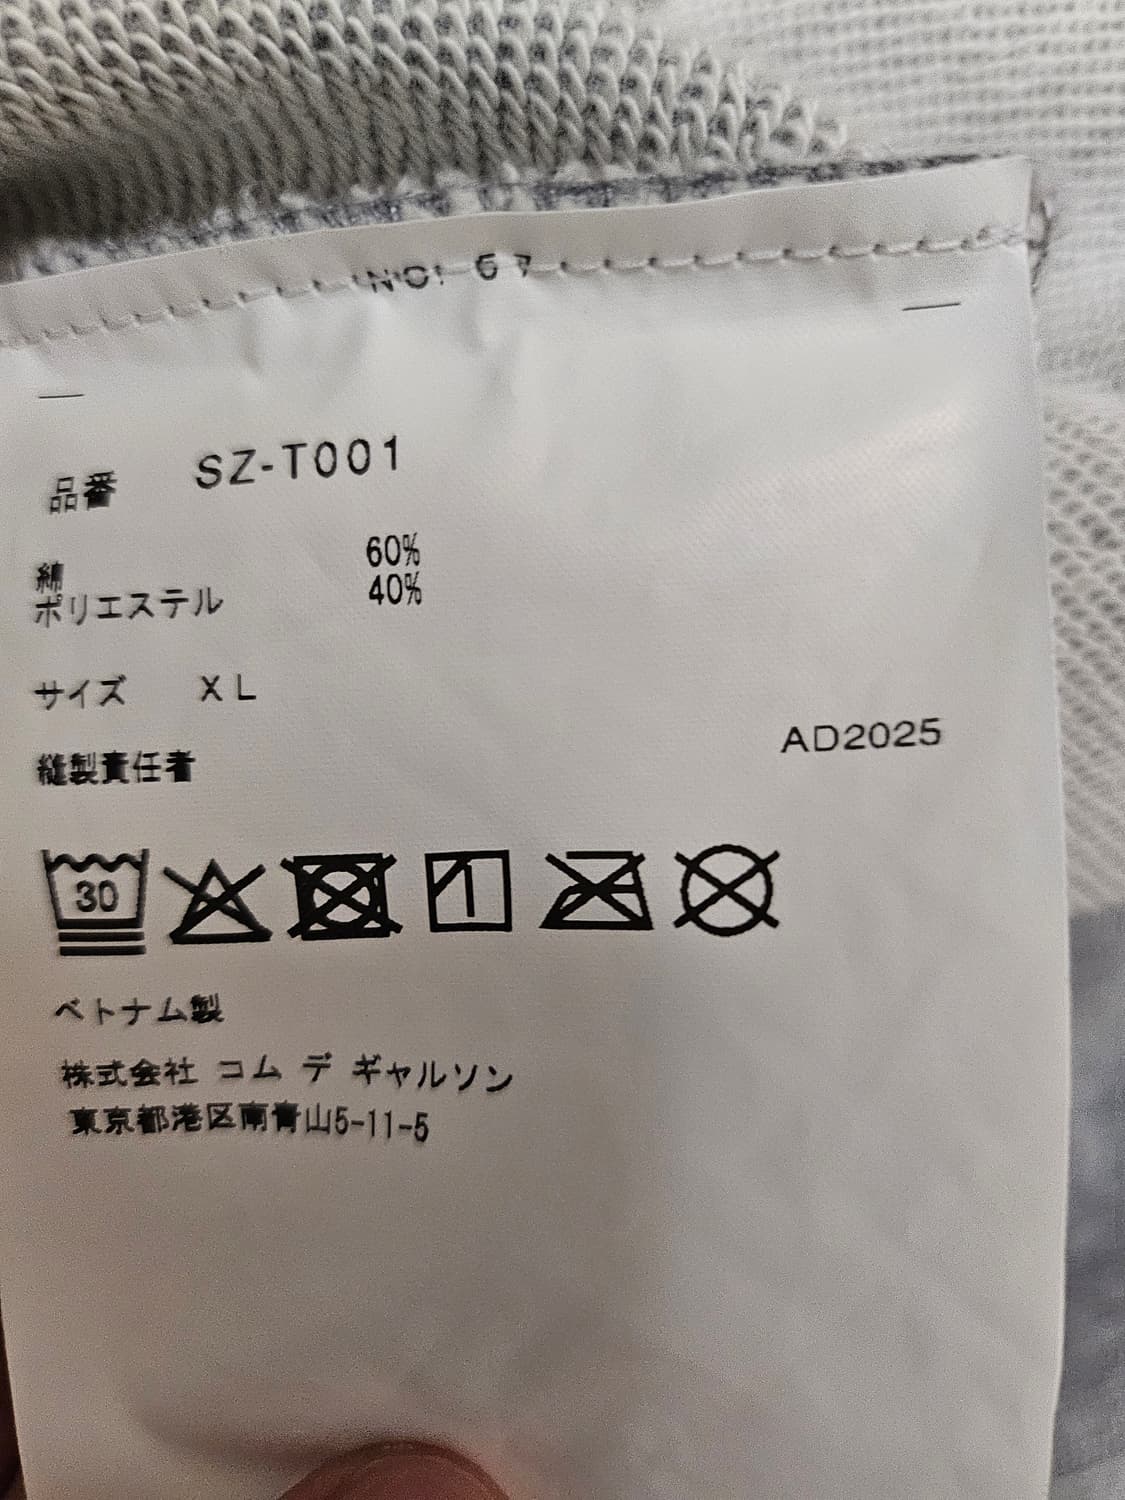 NO! 67
品番 SZ-T001
綿 60%
ポリエステル 40%
サイズ XL
縫製責任者
AD2025
30
ベトナム製
株式会社 コム デ ギャルソン
東京都港区南青山5-11-5